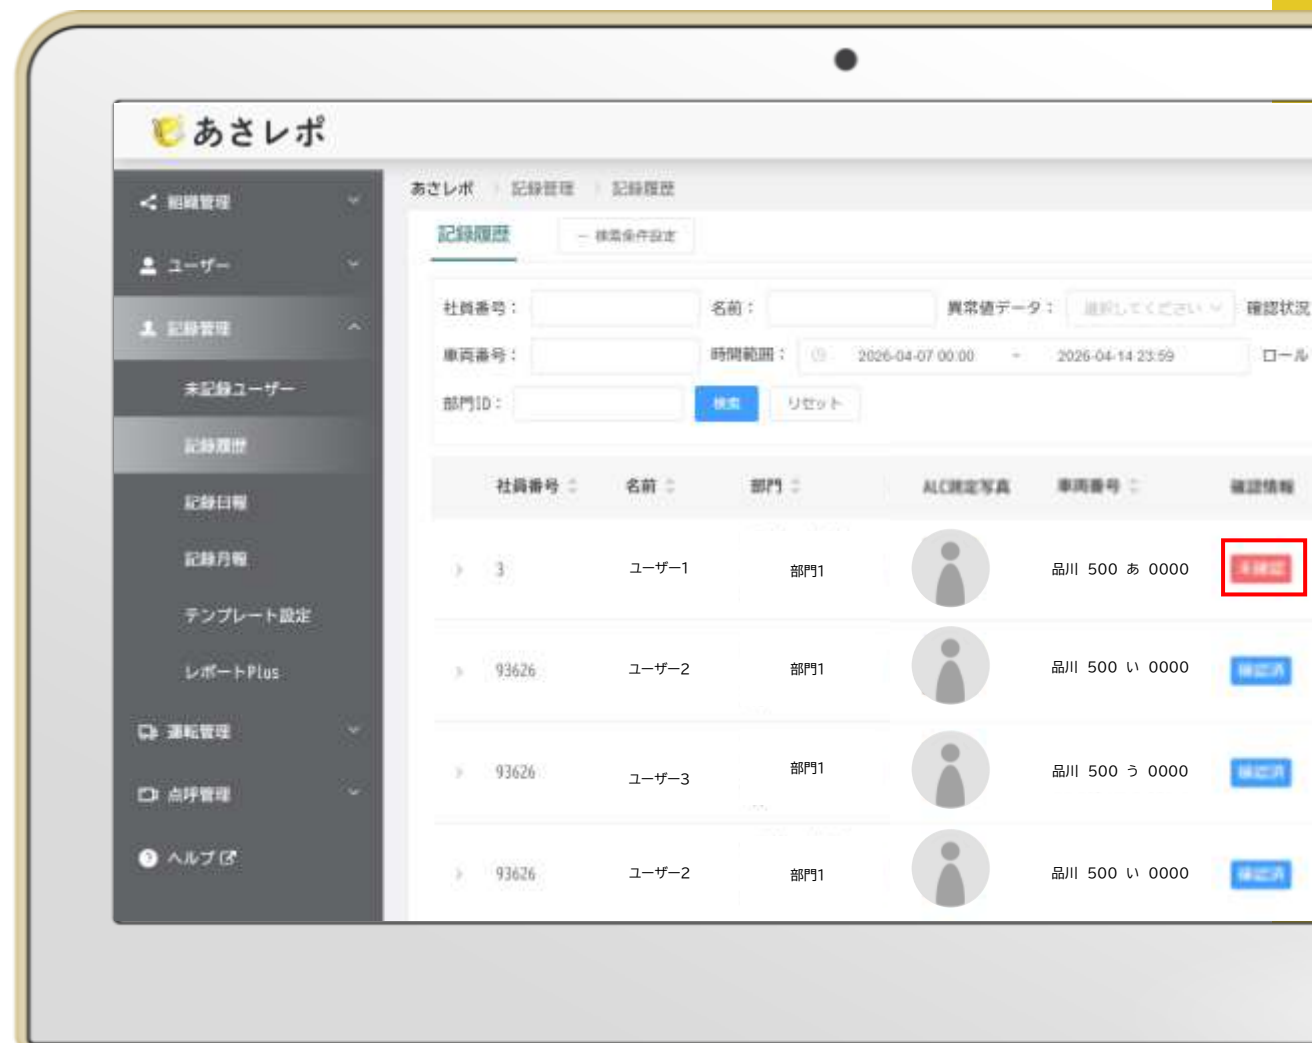 あさレポ
あさレポ 記録管理 記録履歴
組織管理
ユーザー
記録管理
未記録ユーザー
記録履歴
記録日報
記録月報
テンプレート設定
レポートPlus
運転管理
点呼管理
ヘルプ
記録履歴 － 検索条件設定
社員番号： 名前： 異常値データ： 選択してください 確認状況
車両番号： 時間範囲： 2026-04-07 00:00 - 2026-04-14 23:59 ロール
部門ID： 検索 リセット
社員番号 名前 部門 ALC測定写真 車両番号 確認情報
3 ユーザー1 部門1 品川 500 あ 0000 未確認
93626 ユーザー2 部門1 品川 500 い 0000 確認済
93626 ユーザー3 部門1 品川 500 う 0000 確認済
93626 ユーザー2 部門1 品川 500 い 0000 確認済